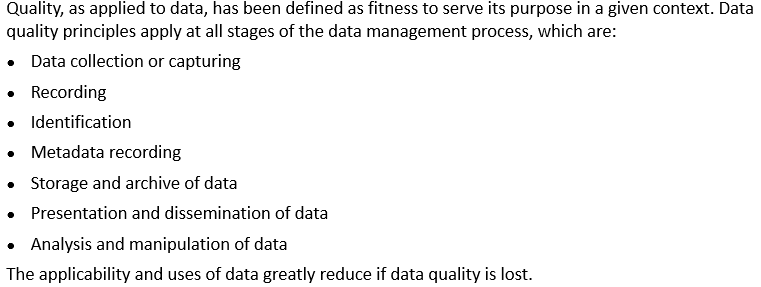 Quality, as applied to data, has been defined as fitness to serve its purpose in a given context. Data
quality principles apply at all stages of the data management process, which are:
• Data collection or capturing
• Recording
• Identification
• Metadata recording
• Storage and archive of data
• Presentation and dissemination of data
• Analysis and manipulation of data
The applicability and uses of data greatly reduce if data quality is lost.